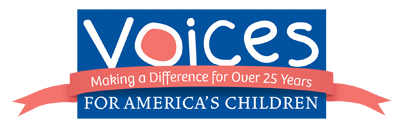 Voices
Making a Difference for Over 25 Years
FOR AMERICA'S CHILDREN